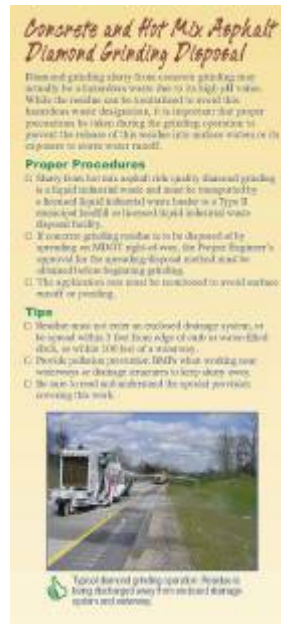 Concrete and Hot Mix Asphalt
Diamond Grinding Disposal
Diamond grinding slurry from concrete grinding may
actually be a hazardous waste due to its high pH value.
While the residue can be neutralized to avoid this
hazardous waste designation, it is important that proper
precautions be taken during the grinding operation to
prevent the release of this residue into surface waters or its
exposure to storm water runoff.
Proper Procedures
Slurry from hot mix asphalt ride quality diamond grinding
is a liquid industrial waste and must be transported by
a licensed liquid industrial waste hauler to a Type II
municipal landfill or licensed liquid industrial waste
disposal facility.
If concrete grinding residue is to be disposed of by
spreading on MDOT right-of-way, the Project Engineer's
approval for the spreading/disposal method must be
obtained before beginning grinding.
The application rate must be monitored to avoid surface
runoff or ponding.
Tips
Residue must not enter an enclosed drainage system, or
be spread within 5 feet from edge of curb or water-filled
ditch, or within 100 feet of a waterway.
Provide pollution prevention BMPs when working near
waterways or drainage structures to keep slurry away.
Be sure to read and understand the special provision
covering this work.
Typical diamond grinding operation. Residue is
being discharged away from enclosed drainage
system and waterway.